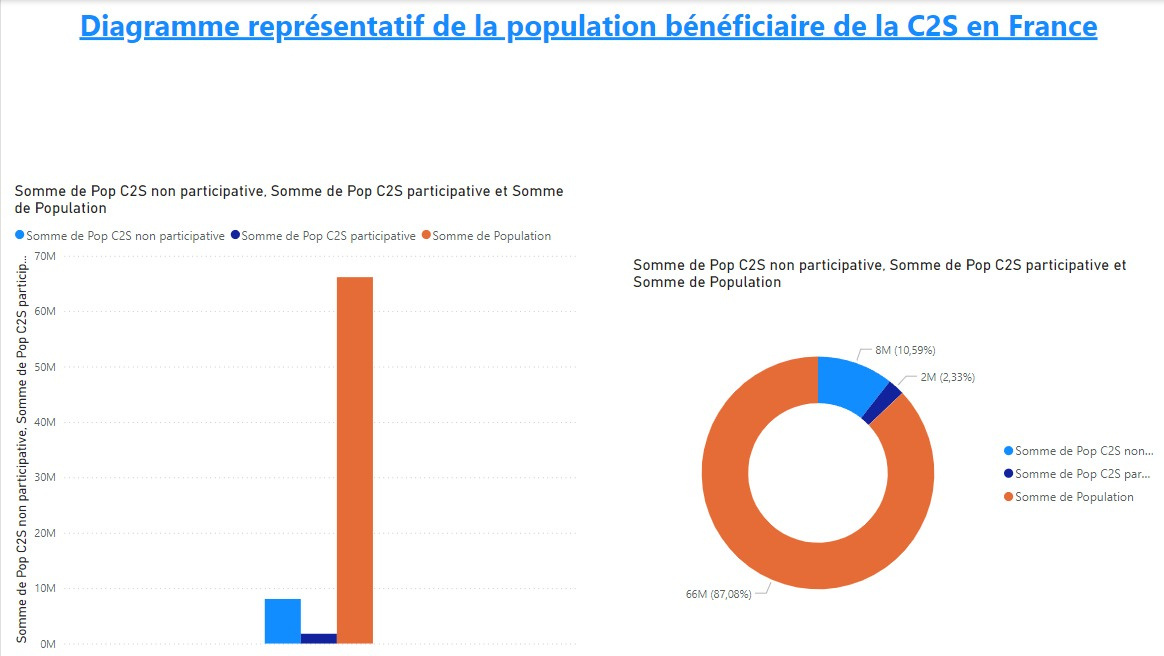 Diagramme représentatif de la population bénéficiaire de la C2S en France
Somme de Pop C2S non participative, Somme de Pop C2S participative et Somme
de Population
Somme de Pop C2S non participative
Somme de Pop C2S participative
Somme de Population
Somme de Pop C2S non participative, Somme de Pop C2S particip...
70M
60M
50M
40M
30M
20M
10M
0M
Somme de Pop C2S non participative, Somme de Pop C2S participative et
Somme de Population
8M (10,59%)
2M (2,33%)
66M (87,08%)
Somme de Pop C2S non...
Somme de Pop C2S par...
Somme de Population